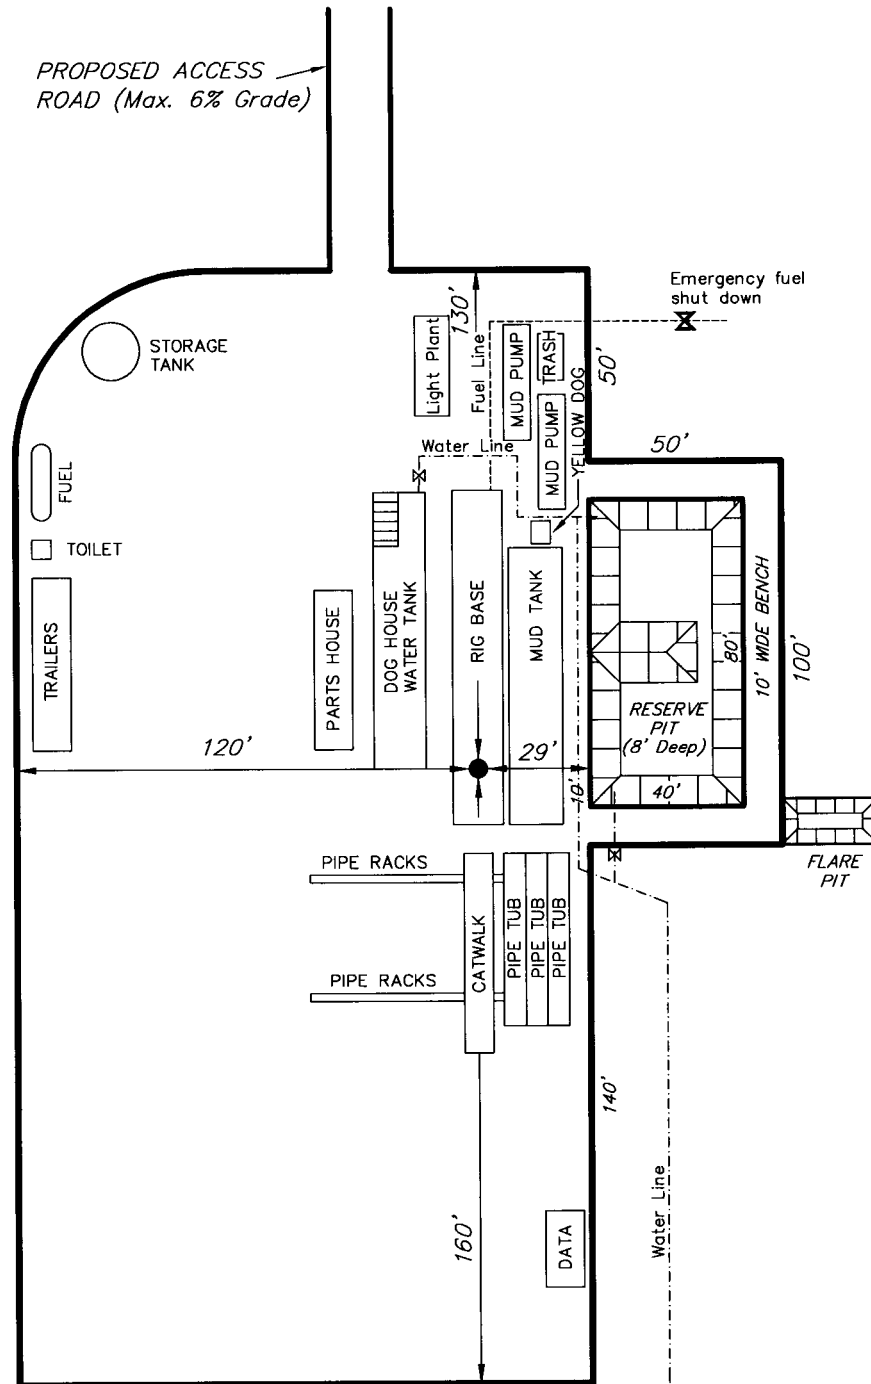 PROPOSED ACCESS
ROAD (Max. 6% Grade)
Emergency fuel
shut down
130'
STORAGE
TANK
Light Plant
Fuel Line
MUD PUMP
TRASH
50'
MUD PUMP
YELLOW DOG
Water Line
50'
FUEL
TOILET
TRAILERS
PARTS HOUSE
DOG HOUSE
WATER TANK
RIG BASE
MUD TANK
80'
10' WIDE BENCH
100'
RESERVE
PIT
(8' Deep)
120'
29'
10'
40'
FLARE
PIT
PIPE RACKS
CATWALK
PIPE TUB
PIPE TUB
PIPE TUB
PIPE RACKS
140'
160'
DATA
Water Line